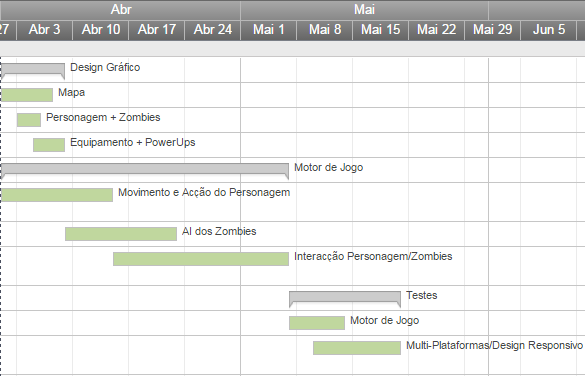 Abr Mai
27 Abr 3 Abr 10 Abr 17 Abr 24 Mai 1 Mai 8 Mai 15 Mai 22 Mai 29 Jun 5
Design Gráfico
Mapa
Personagem + Zombies
Equipamento + PowerUps
Motor de Jogo
Movimento e Acção do Personagem
AI dos Zombies
Interacção Personagem/Zombies
Testes
Motor de Jogo
Multi-Plataformas/Design Responsivo